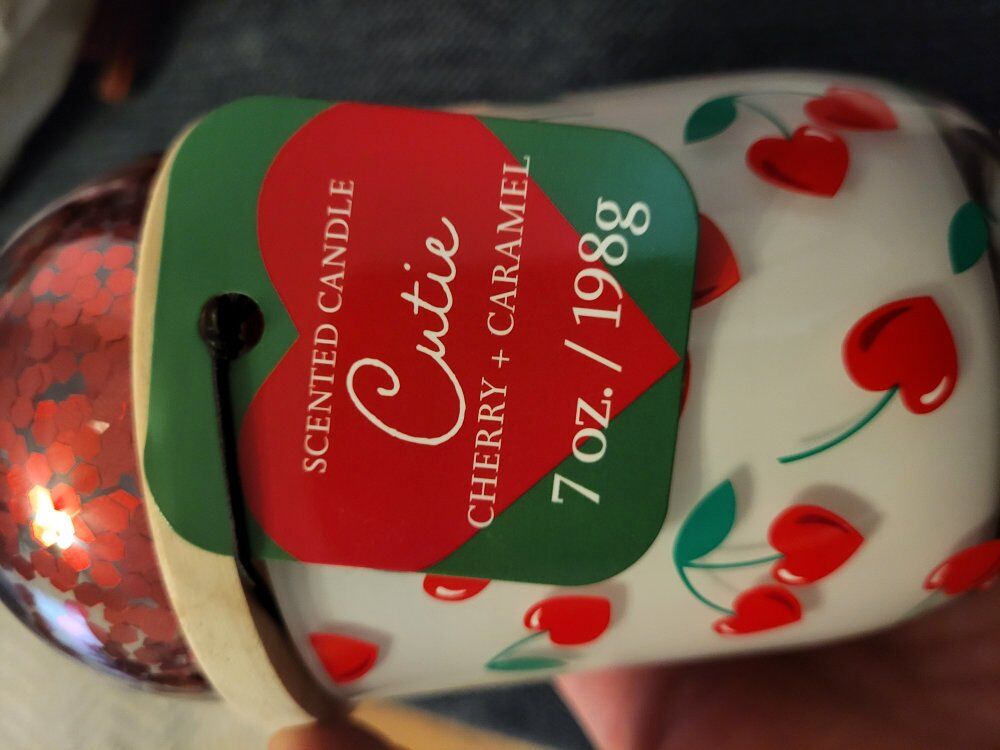 SCENTED CANDLE
Cutie
CHERRY + CARAMEL
7 oz. / 198g